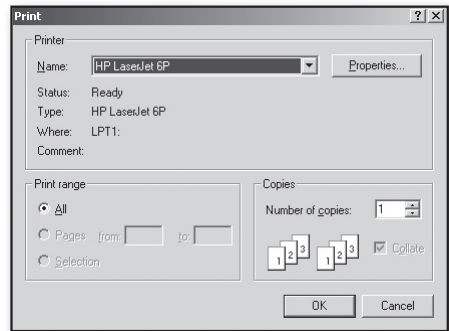 Print
Printer
Name: HP LaserJet 6P Properties...
Status: Ready
Type: HP LaserJet 6P
Where: LPT1:
Comment:
Print range
All
Pages from: to:
Selection
Copies
Number of copies: 1
1 2 3 1 2 3 Collate
OK Cancel